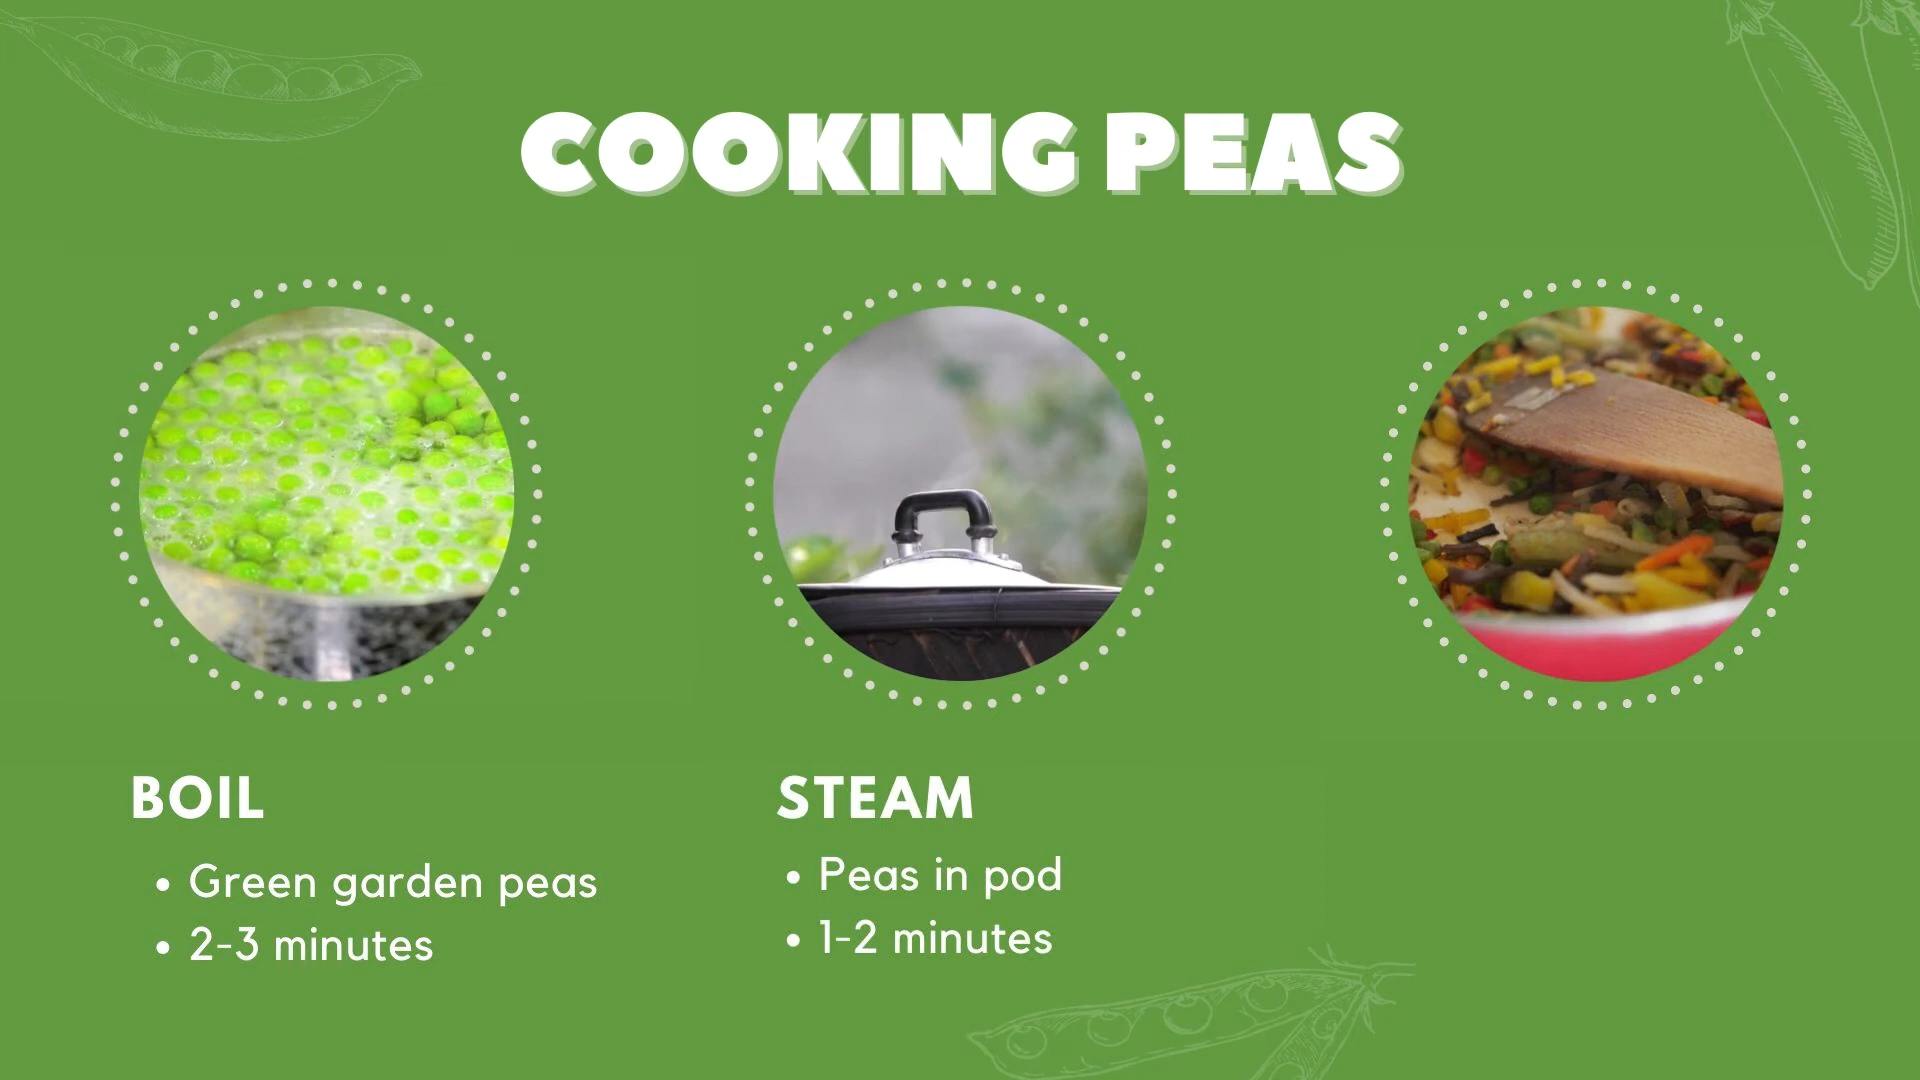 COOKING PEAS
BOIL
• Green garden peas
• 2-3 minutes
STEAM
• Peas in pod
• 1-2 minutes